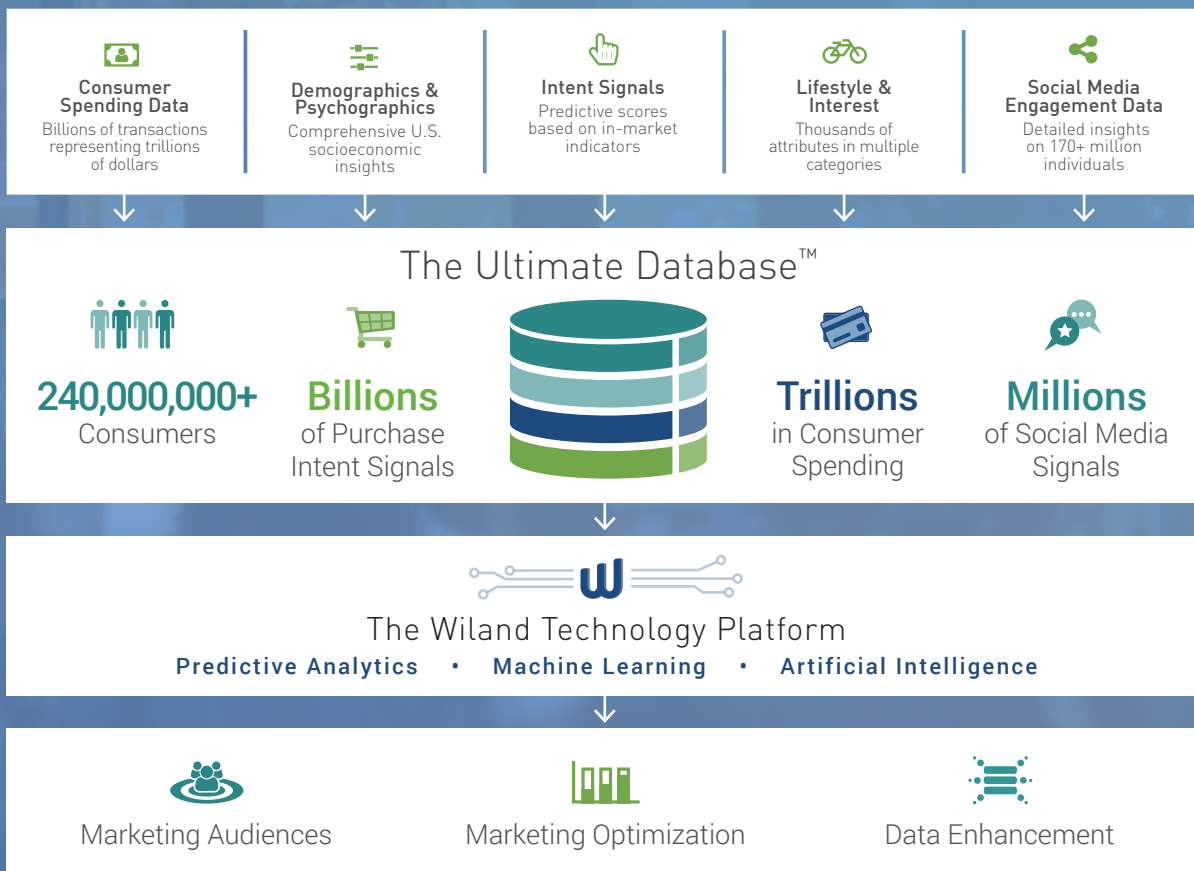 Consumer
Spending Data
Billions of transactions
representing trillions
of dollars
Demographics &
Psychographics
Comprehensive U.S.
socioeconomic
insights
Intent Signals
Predictive scores
based on in-market
indicators
Lifestyle &
Interest
Thousands of
attributes in multiple
categories
Social Media
Engagement Data
Detailed insights
on 170+ million
individuals
The Ultimate Database™
240,000,000+
Consumers
Billions
of Purchase
Intent Signals
Trillions
in Consumer
Spending
Millions
of Social Media
Signals
W
The Wiland Technology Platform
Predictive Analytics • Machine Learning • Artificial Intelligence
Marketing Audiences
Marketing Optimization
Data Enhancement